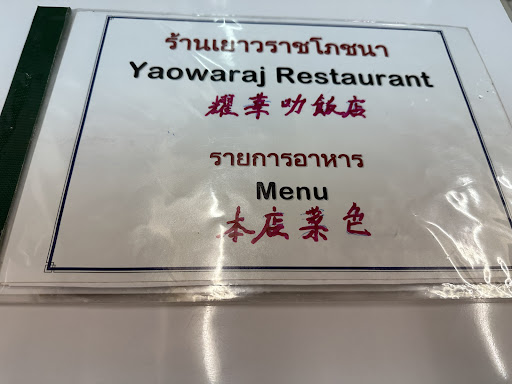 ร้านเยาวราชโภชนา
Yaowaraj Restaurant
耀華叻飯店
รายการอาหาร
Menu
本店菜色